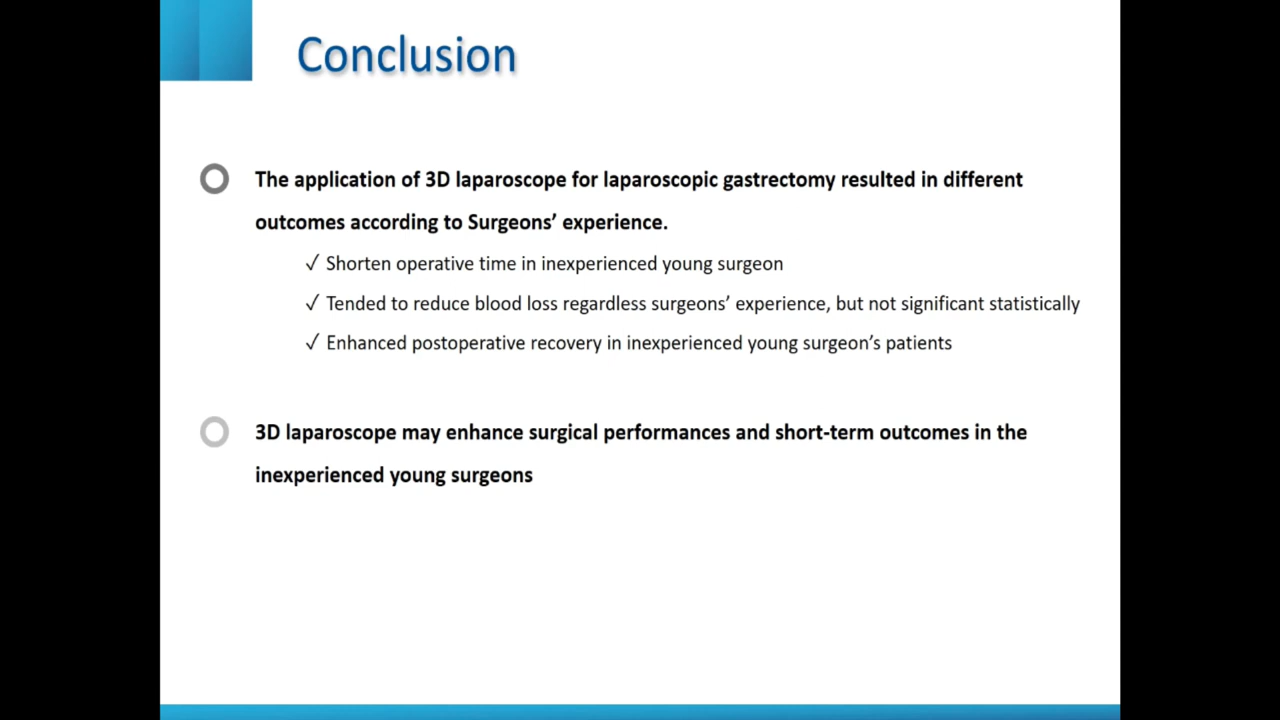 Conclusion
The application of 3D laparoscope for laparoscopic gastrectomy resulted in different
outcomes according to Surgeons’ experience.
✓ Shorten operative time in inexperienced young surgeon
✓ Tended to reduce blood loss regardless surgeons’ experience, but not significant statistically
✓ Enhanced postoperative recovery in inexperienced young surgeon’s patients
3D laparoscope may enhance surgical performances and short-term outcomes in the
inexperienced young surgeons